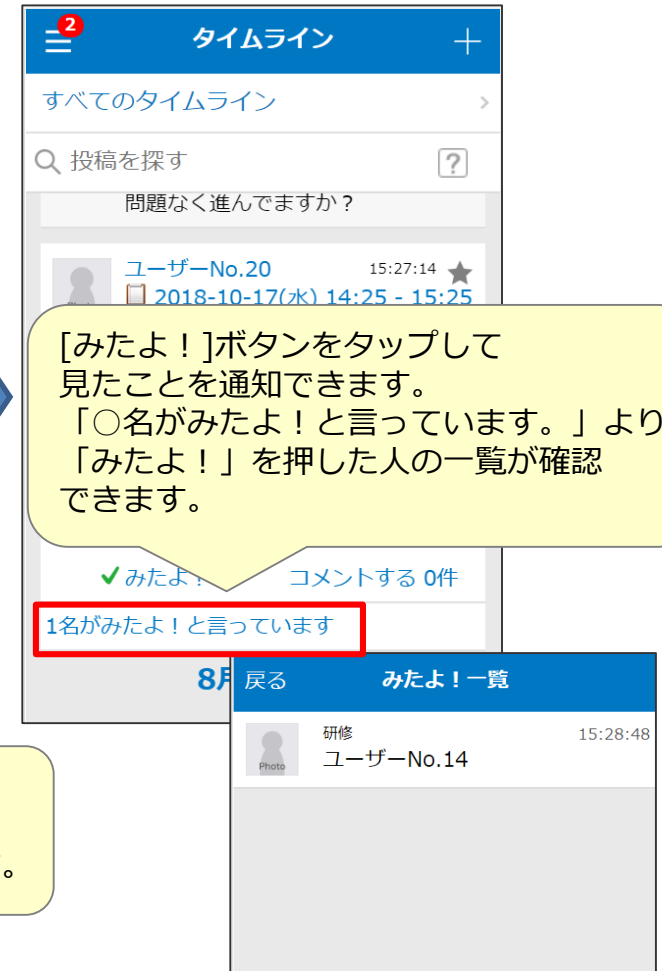 2
タイムライン
すべてのタイムライン
投稿を探す
?
問題なく進んでますか？
ユーザーNo.20 15:27:14
2018-10-17(水) 14:25 - 15:25
[みたよ！]ボタンをタップして
見たことを通知できます。
「○名がみたよ！と言っています。」より
「みたよ！」を押した人の一覧が確認
できます。
みたよ！ コメントする 0件
1名がみたよ！と言っています
8月
戻る みたよ！一覧
研修 15:28:48
Photo ユーザーNo.14
。